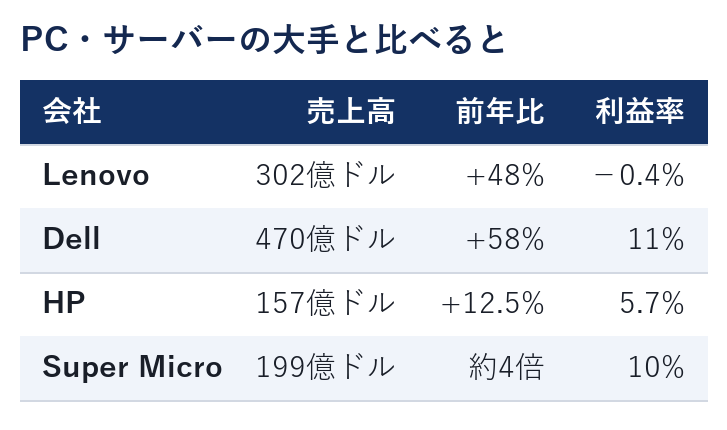 PC・サーバーの大手と比べると
会社 売上高 前年比 利益率
Lenovo 302億ドル +48% −0.4%
Dell 470億ドル +58% 11%
HP 157億ドル +12.5% 5.7%
Super Micro 199億ドル 約4倍 10%